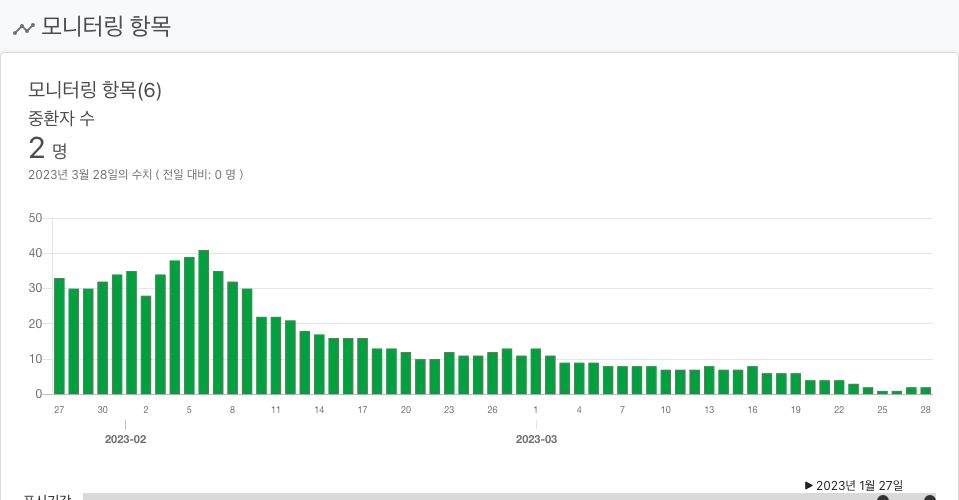 모니터링 항목
모니터링 항목(6)
중환자 수
2 명
2023년 3월 28일의 수치 ( 전일 대비: 0 명 )
50
40
30
20
10
0
27 30 2 5 8 11 14 17 20 23 26 1 4 7 10 13 16 19 22 25 28
2023-02 2023-03
▶ 2023년 1월 27일
표시기간